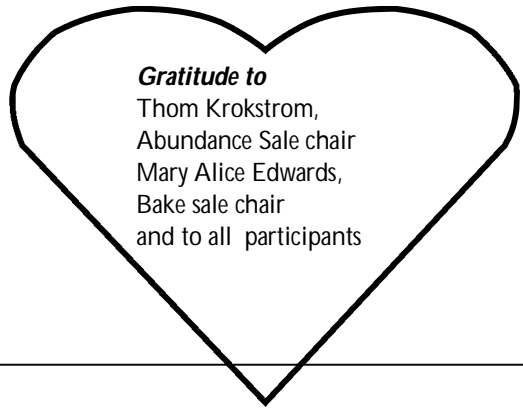 Gratitude to
Thom Krokstrom,
Abundance Sale chair
Mary Alice Edwards,
Bake sale chair
and to all participants